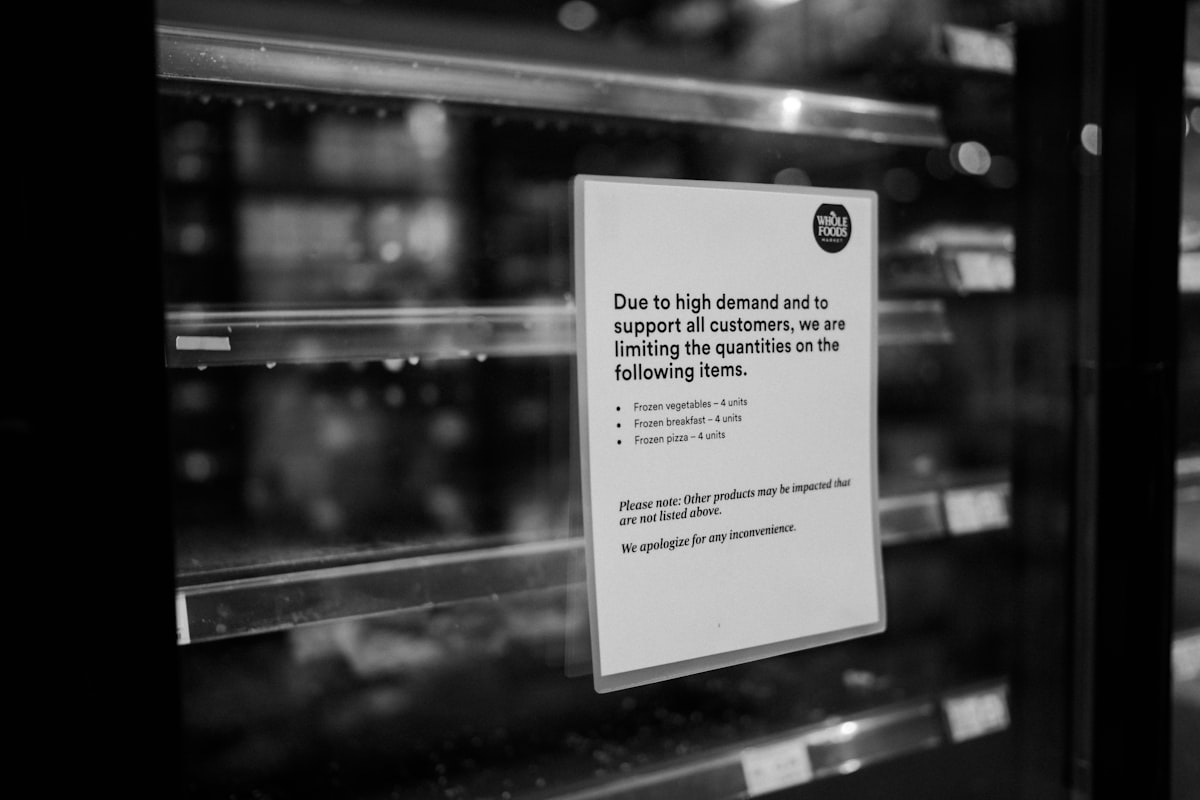 WHOLE
FOODS
MARKET
Due to high demand and to
support all customers, we are
limiting the quantities on the
following items.
• Frozen vegetables – 4 units
• Frozen breakfast – 4 units
• Frozen pizza – 4 units
Please note: Other products may be impacted that
are not listed above.
We apologize for any inconvenience.